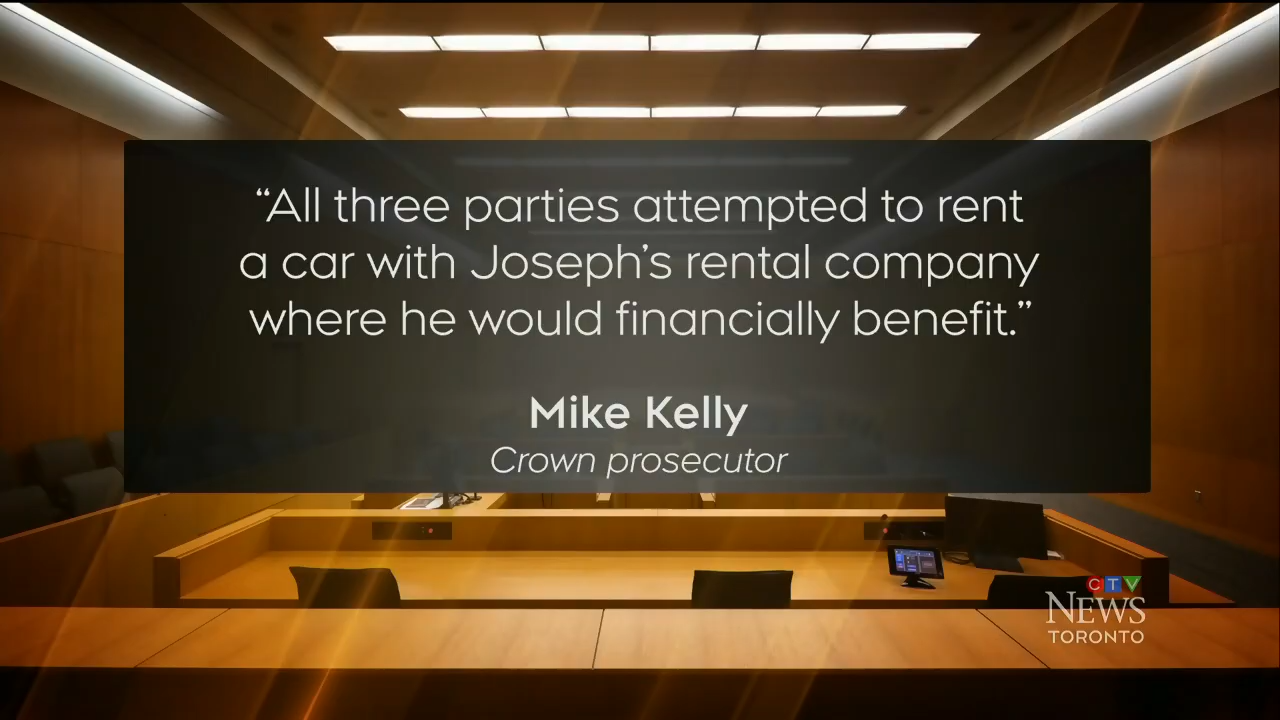 “All three parties attempted to rent
a car with Joseph’s rental company
where he would financially benefit.”
Mike Kelly
Crown prosecutor
CTV
NEWS
TORONTO